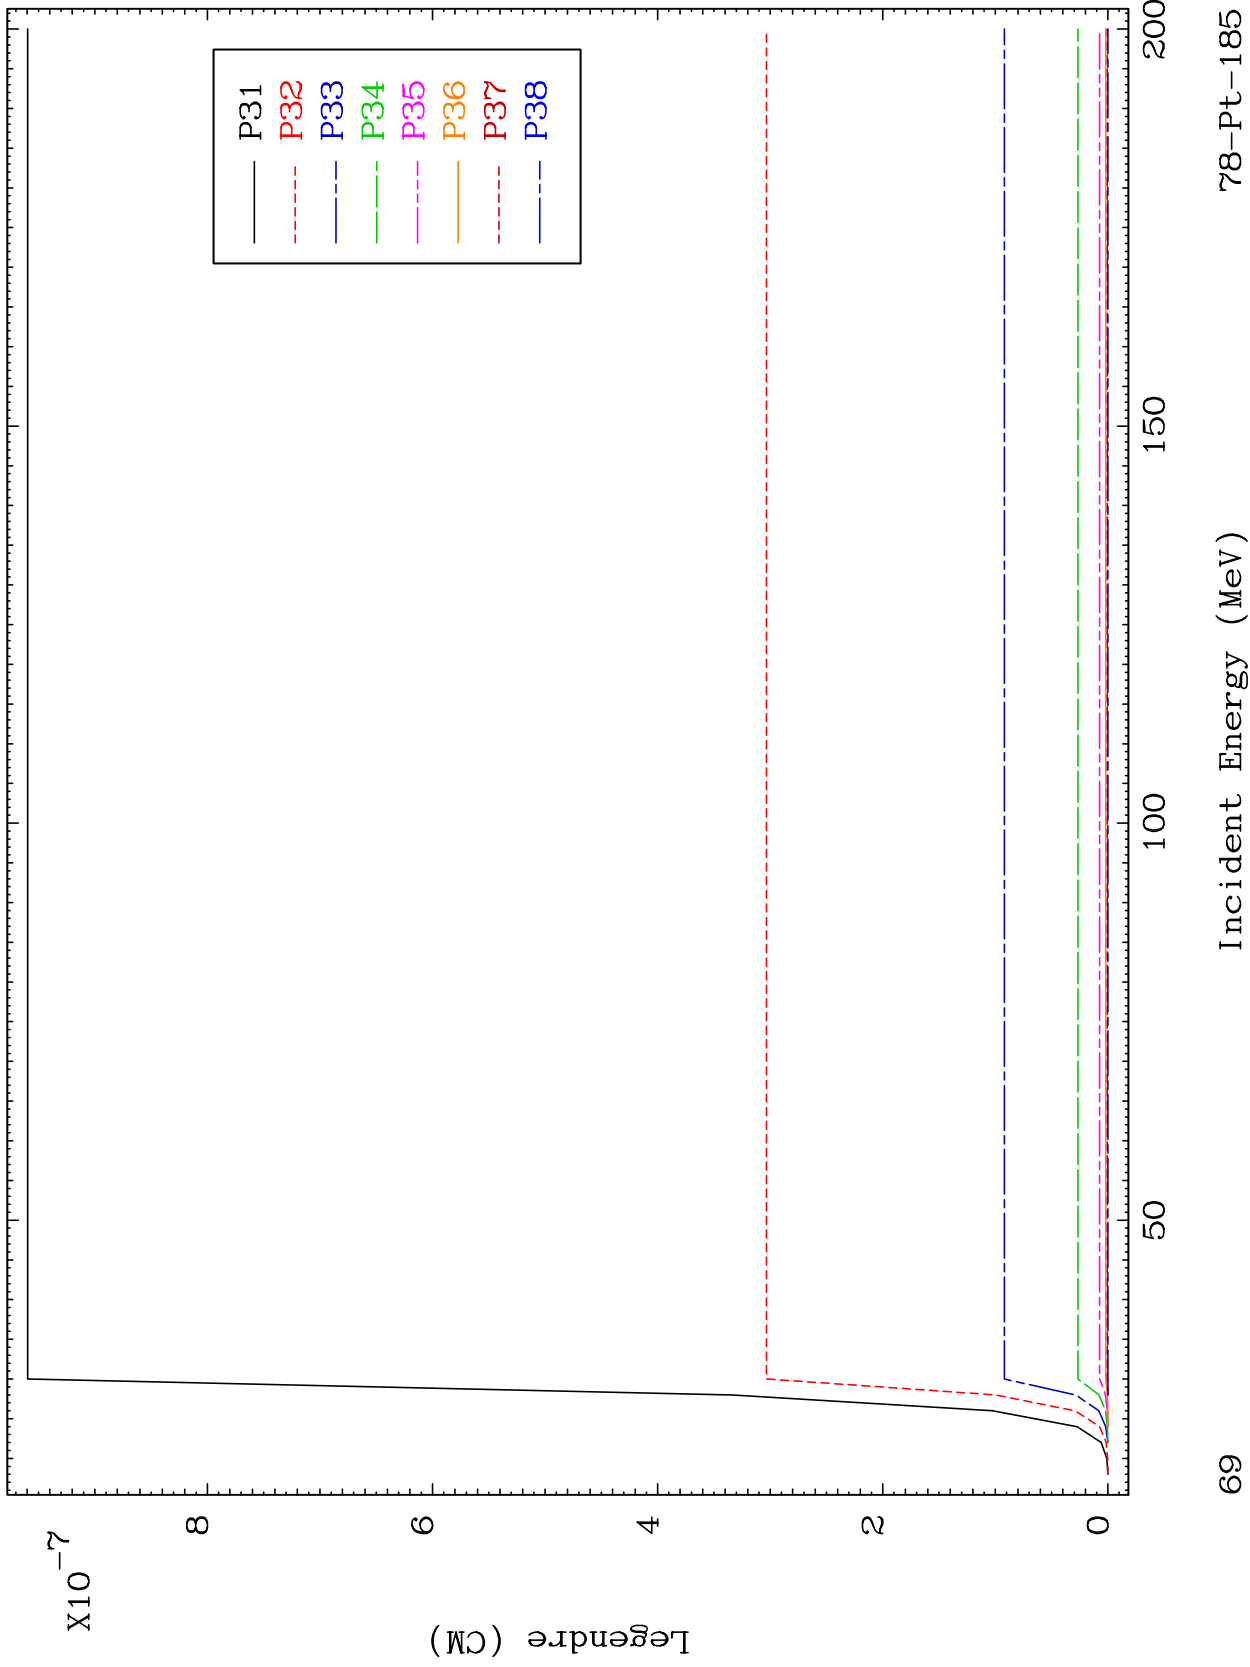 X10-7
Legendre (CM)
8
6
4
2
0
P31
P32
P33
P34
P35
P36
P37
P38
50
100
150
200
Incident Energy (MeV)
69
78-Pt-185